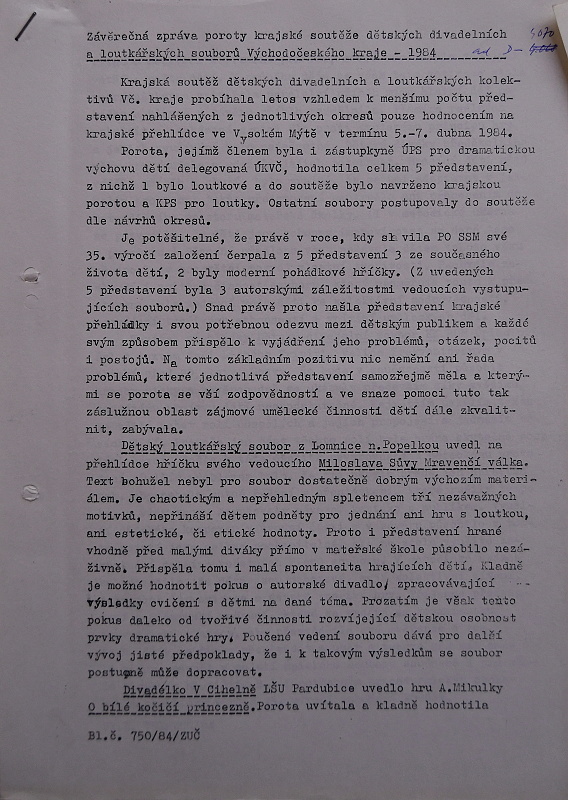 Závěrečná zpráva poroty krajské soutěže dětských divadelních
a loutkářských souborů Východočeského kraje - 1984
ad D-
Krajská soutěž dětských divadelních a loutkářských kolek-
tivů Vč. kraje probíhala letos vzhledem k menšímu počtu před-
stavení nahlášených z jednotlivých okresů pouze hodnocením na
krajské přehlídce ve Vysokém Mýtě v termínu 5.-7. dubna 1984.
Porota, jejímž členem byla i zástupkyně ÚPS pro dramatickou
výchovu dětí delegovaná ÚKVČ, hodnotila celkem 5 představení,
z nichž 1 bylo loutkové a do soutěže bylo navrženo krajskou
porotou a KPS pro loutky. Ostatní soubory postupovaly do soutěže
dle návrhů okresů.
Je potěšitelné, že právě v roce, kdy sl vila PO SSM své
35. výročí založení čerpala z 5 představení 3 ze současného
života dětí, 2 byly moderní pohádkové hříčky. (Z uvedených
5 představení byla 3 autorskými záležitostmi vedoucích vystupu-
jících souborů.) Snad právě proto našla představení krajské
přehlídky i svou potřebnou odezvu mezi dětským publikem a každé
svým způsobem přispělo k vyjádření jeho problémů, otázek, pocitů
i postojů. Na tomto základním pozitivu nic nemění ani řada
problémů, které jednotlivá představení samozřejmě měla a který-
mi se porota se vší zodpovědností a ve snaze pomoci tuto tak
záslužnou oblast zájmové umělecké činnosti dětí dále zkvalit-
nit, zabývala.
Dětský loutkářský soubor z Lomnice n.Popelkou uvedl na
přehlídce hříčku svého vedoucího Miloslava Sůvy Mravenčí válka.
Text bohužel nebyl pro soubor dostatečně dobrým výchozím materi-
álem. Je chaotickým a nepřehledným spletencem tří nezávažných
motivků, nepřináší dětem podněty pro jednání ani hru s loutkou,
ani estetické, či etické hodnoty. Proto i představení hrané
vhodně před malými diváky přímo v mateřské škole působilo nezá-
živně. Přispěla tomu i malá spontaneita hrajících dětí. Kladně
je možné hodnotit pokus o autorské divadlo, zpracovávající
výsledky cvičení s dětmi na dané téma. Prozatím je však tento
pokus daleko od tvořivé činnosti rozvíjející dětskou osobnost
prvky dramatické hry. Poučené vedení souboru dává pro další
vývoj jisté předpoklady, že i k takovým výsledkům se soubor
postupně může dopracovat.
Divadélko V Cihelně LŠU Pardubice uvedlo hru A.Mikulky
O bílé kočičí princezně.Porota uvítala a kladně hodnotila
Bl.č. 750/84/ZUČ